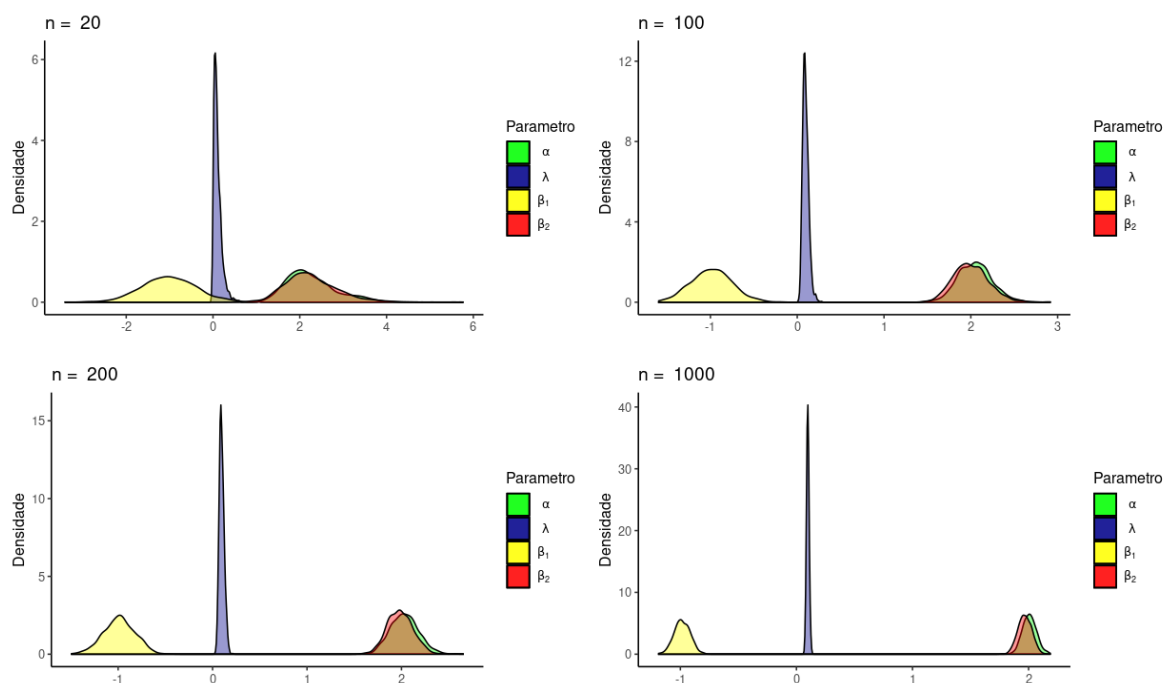 n = 20
Densidade
6
4
2
0
-2
0
2
4
6
Parametro
α
λ
β₁
β₂
n = 100
Densidade
12
8
4
0
-1
0
1
2
3
Parametro
α
λ
β₁
β₂
n = 200
Densidade
15
10
5
0
-1
0
1
2
Parametro
α
λ
β₁
β₂
n = 1000
Densidade
40
30
20
10
0
-1
0
1
2
Parametro
α
λ
β₁
β₂